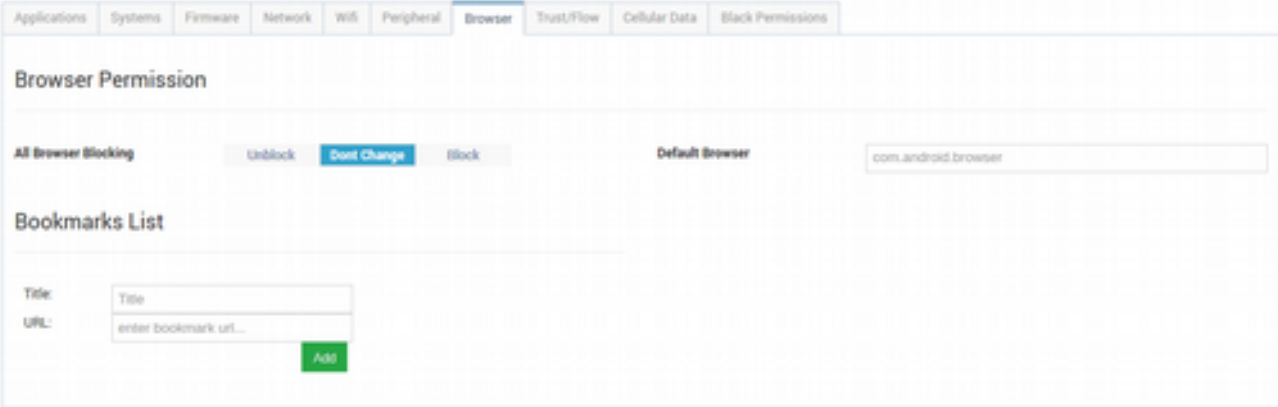 Applications Systems Firmware Network Wifi Peripheral Browser Trust/Flow Cellular Data Black Permissions
Browser Permission
All Browser Blocking Unblock Dont Change Block Default Browser com.android.browser
Bookmarks List
Title: Title
URL: enter bookmark url...
Add